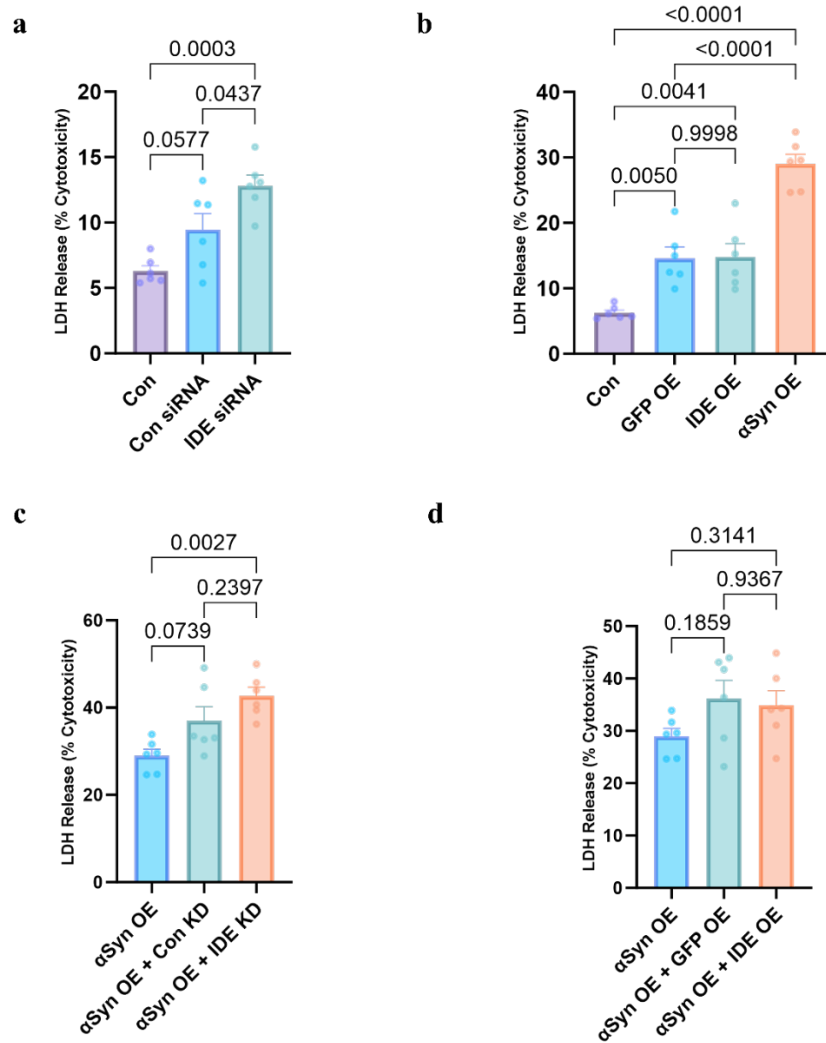 a
0.0003
0.0437
0.0577
LDH Release (% Cytotoxicity)
20
15
10
5
0
Con
Con siRNA
IDE siRNA
b
<0.0001
<0.0001
0.0041
0.9998
0.0050
LDH Release (% Cytotoxicity)
40
30
20
10
0
Con
GFP OE
IDE OE
αSyn OE
c
0.0027
0.2397
0.0739
LDH Release (% Cytotoxicity)
60
40
20
0
αSyn OE
αSyn OE + Con KD
αSyn OE + IDE KD
d
0.3141
0.9367
0.1859
LDH Release (% Cytotoxicity)
50
40
30
20
10
0
αSyn OE
αSyn OE + GFP OE
αSyn OE + IDE OE